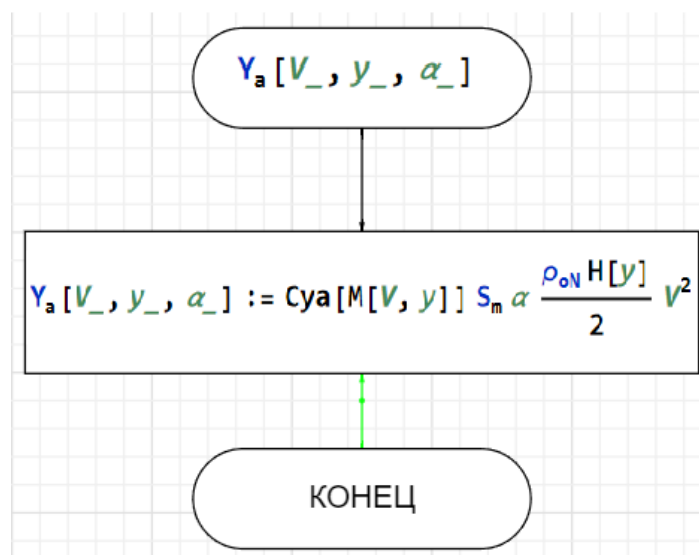 Yₐ[V_, y_, α_]
Yₐ[V_, y_, α_] := Cya[M[V, y]] Sₘ α (ρₒN H[y])/2 V²
КОНЕЦ